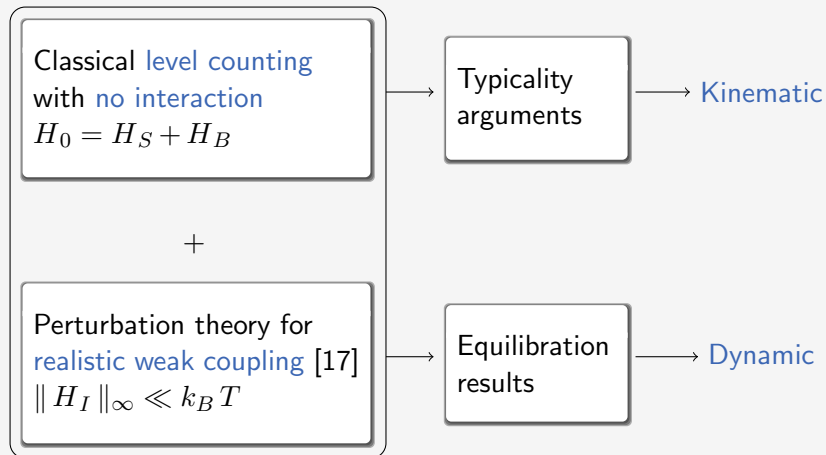 Classical level counting
with no interaction
H_0 = H_S + H_B
Typicality
arguments
Kinematic
+
Perturbation theory for
realistic weak coupling [17]
‖ H_I ‖_∞ ≪ k_B T
Equilibration
results
Dynamic